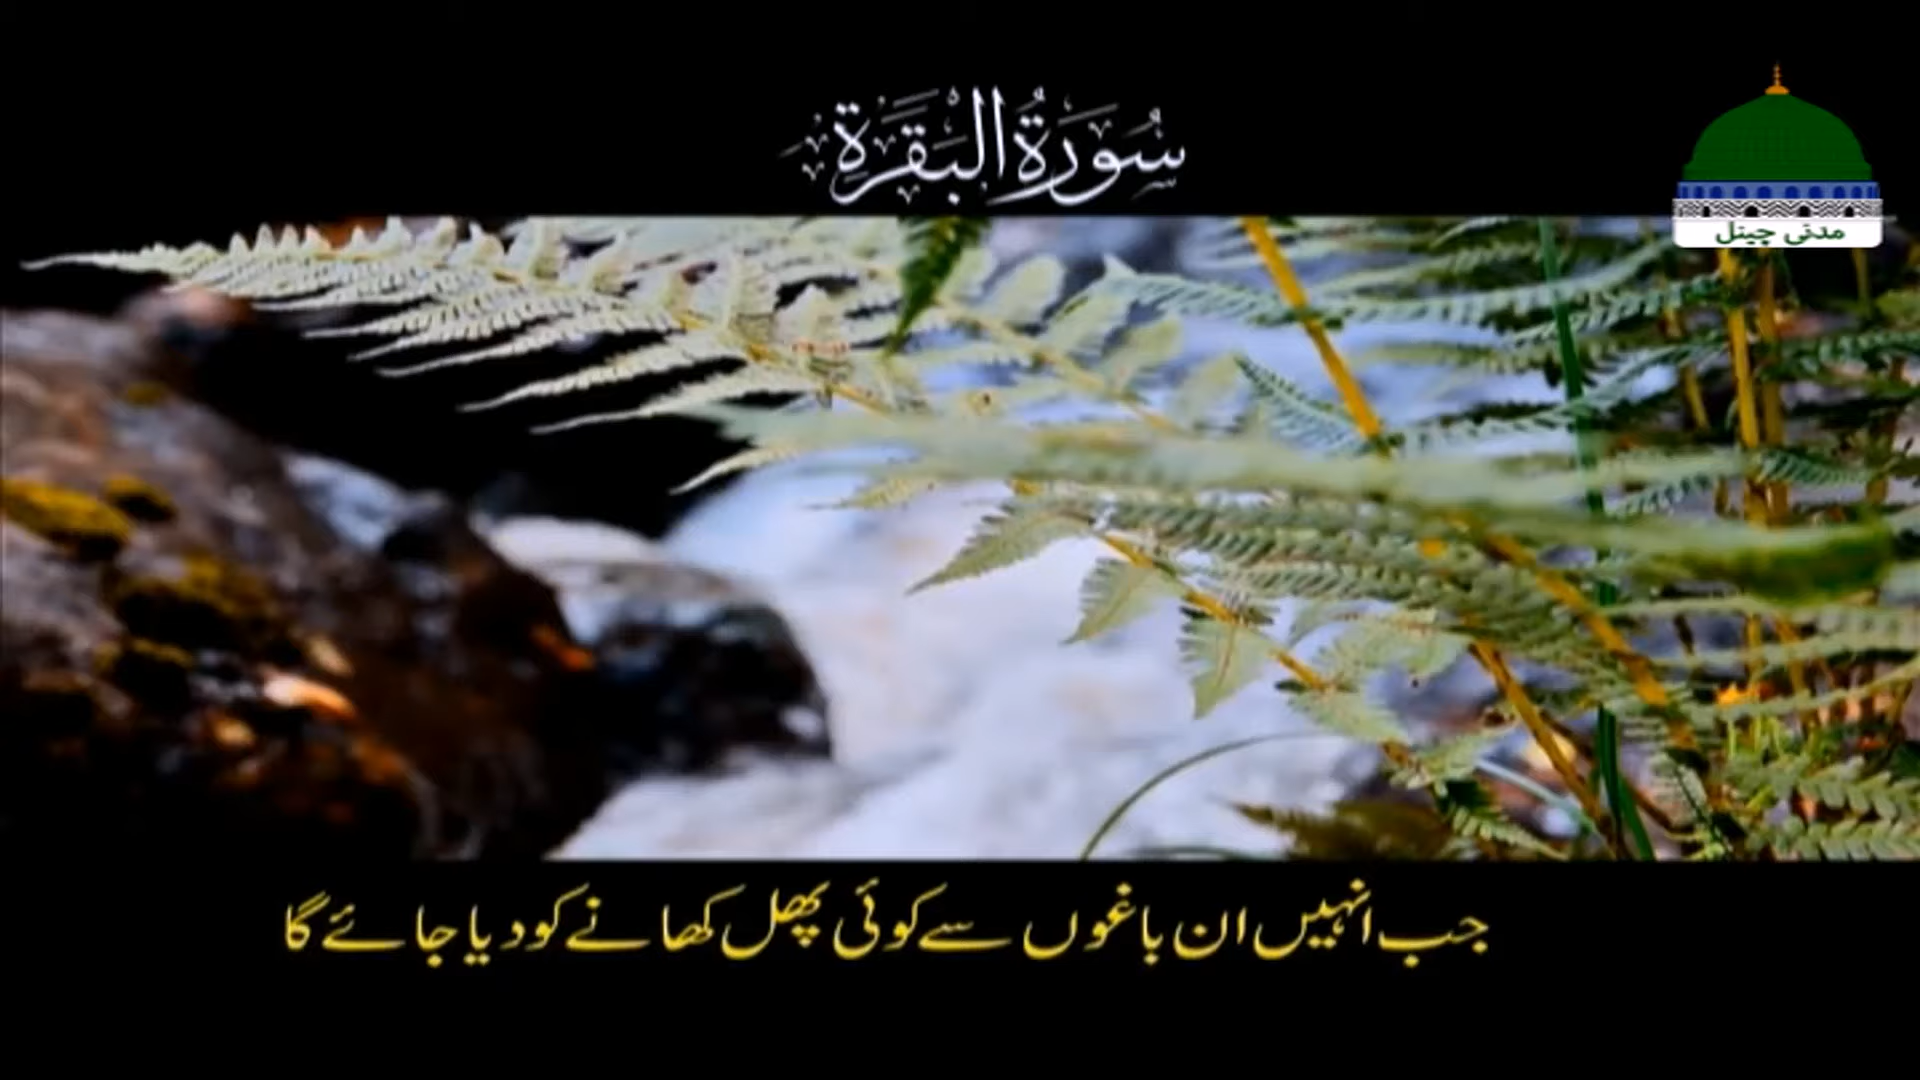 سُوْرَةُ الْبَقَرَةِ
مدنی چینل
جب انہیں ان باغوں سے کوئی پھل کھانے کو دیا جائے گا